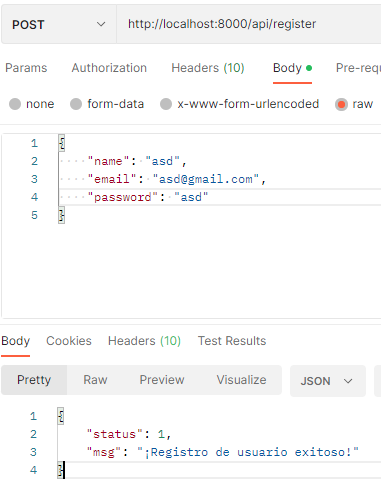 POST http://localhost:8000/api/register
Params Authorization Headers (10) Body Pre-requ
none form-data x-www-form-urlencoded raw
1 {
2 ····"name":·"asd",
3 ····"email":·"asd@gmail.com",
4 ····"password":·"asd"
5 }
Body Cookies Headers (10) Test Results
Pretty Raw Preview Visualize JSON
1 {
2 "status": 1,
3 "msg": "¡Registro de usuario exitoso!"
4 }